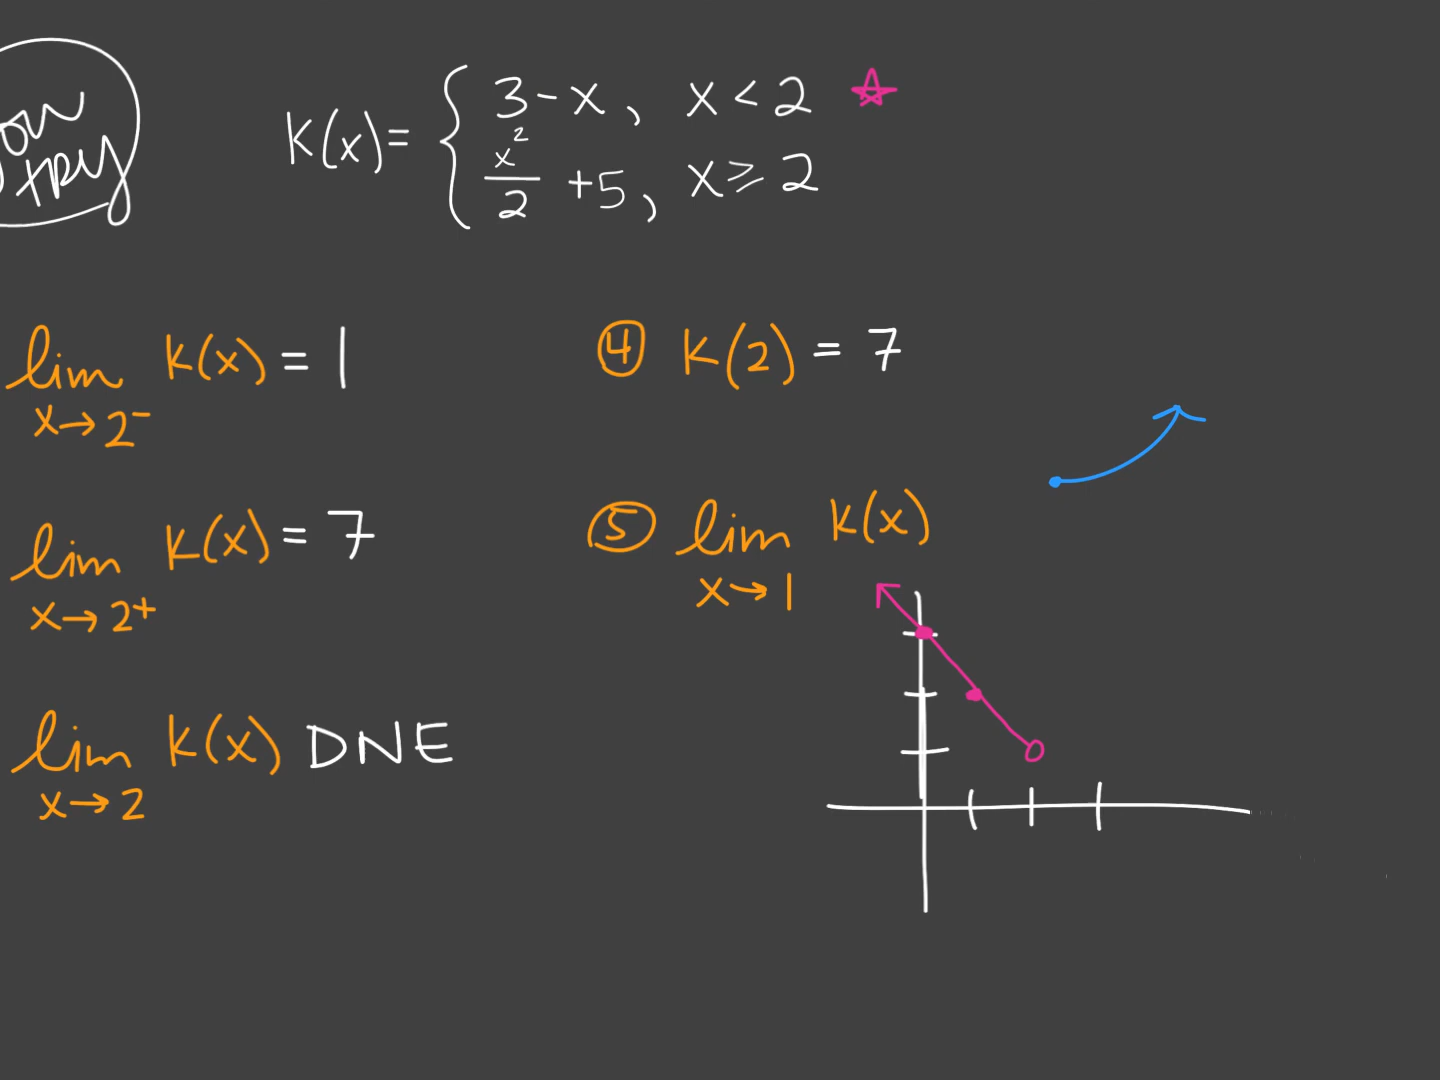 try
K(x) = { 3 - x , x < 2
x²/2 + 5 , x ≥ 2
lim x→2⁻ K(x) = 1
lim x→2⁺ K(x) = 7
lim x→2 K(x) DNE
④ K(2) = 7
⑤ lim x→1 K(x)